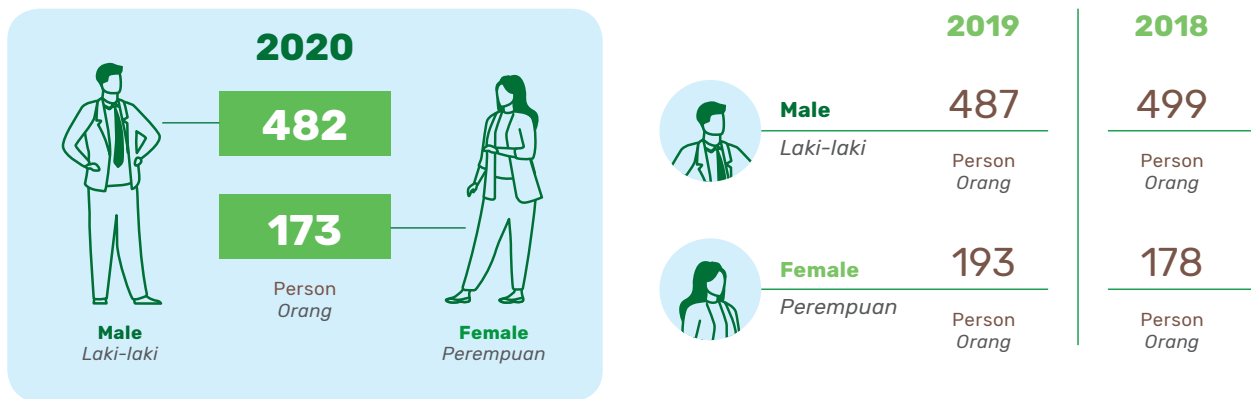 2020
482
173
Person
Orang
Male
Laki-laki
Female
Perempuan
2019
2018
Male
Laki-laki
487
499
Person
Orang
Person
Orang
Female
Perempuan
193
178
Person
Orang
Person
Orang